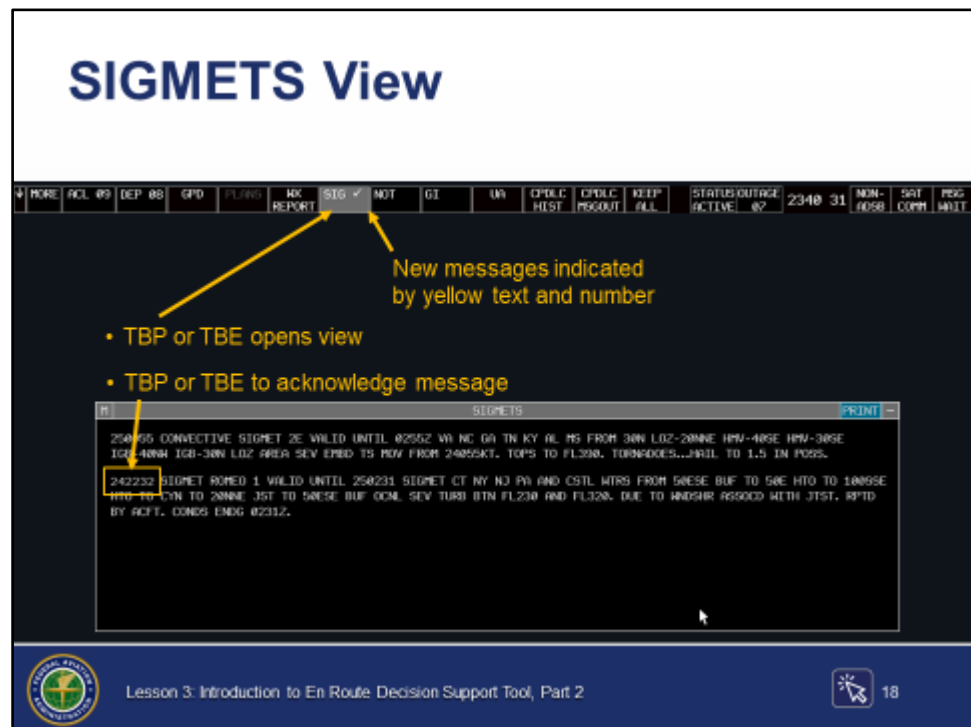 SIGMETS View
MORE ACL 09 DEP 08 GPD PLANS WX REPORT SIG ✓ NOT GI UA CPDLC HIST CPDLC MSGOUT KEEP ALL STATUS ACTIVE OUTAGE 07 2340 31 NON-ADSB SAT COMM MSG WAIT
New messages indicated
by yellow text and number
• TBP or TBE opens view
• TBP or TBE to acknowledge message
M SIGMETS PRINT –
CONVECTIVE SIGMET 2E VALID UNTIL 0255Z VA NC GA TN KY AL MS FROM 30N LOZ-20NNE HMV-40SE HMV-30SE
IGB-40NW IGB-30N LOZ AREA SEV EMBD TS MOV FROM 24055KT. TOPS TO FL390. TORNADOES...HAIL TO 1.5 IN POSS.
242232 SIGMET ROMEO 1 VALID UNTIL 250231 SIGMET CT NY NJ PA AND CSTL WTRS FROM 50ESE BUF TO 50E HTO TO 100SSE
HTO TO CYN TO 20NNE JST TO 50ESE BUF OCNL SEV TURB BTN FL230 AND FL320. DUE TO WNDSHR ASSOCD WITH JTST. RPTD
BY ACFT. CONDS ENDG 0231Z.
FEDERAL AVIATION ADMINISTRATION
Lesson 3: Introduction to En Route Decision Support Tool, Part 2
18